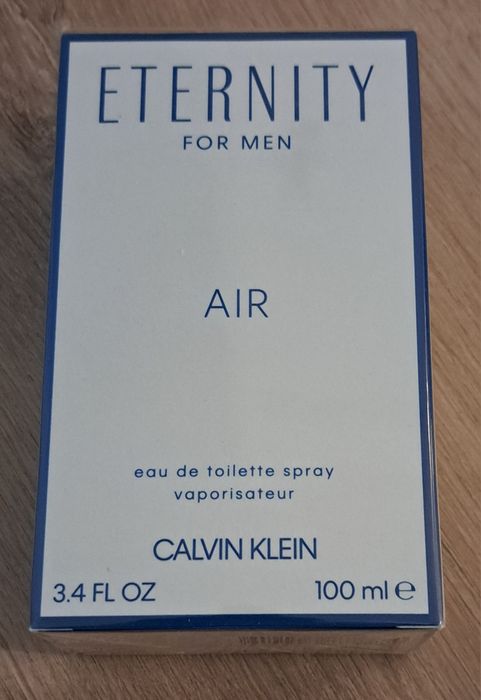 ETERNITY
FOR MEN
AIR
eau de toilette spray
vaporisateur
CALVIN KLEIN
3.4 FL OZ 100 ml ℮